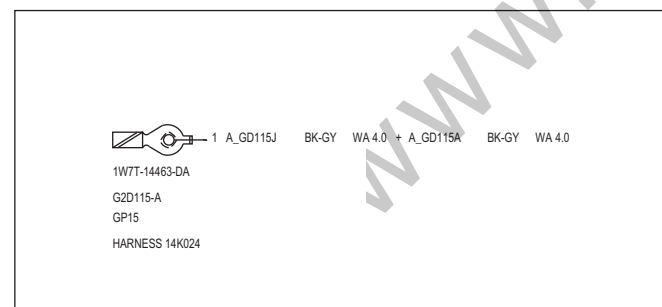 1 A_GD115J BK-GY WA 4.0 + A_GD115A BK-GY WA 4.0
1W7T-14463-DA
G2D115-A
GP15
HARNESS 14K024
WWW